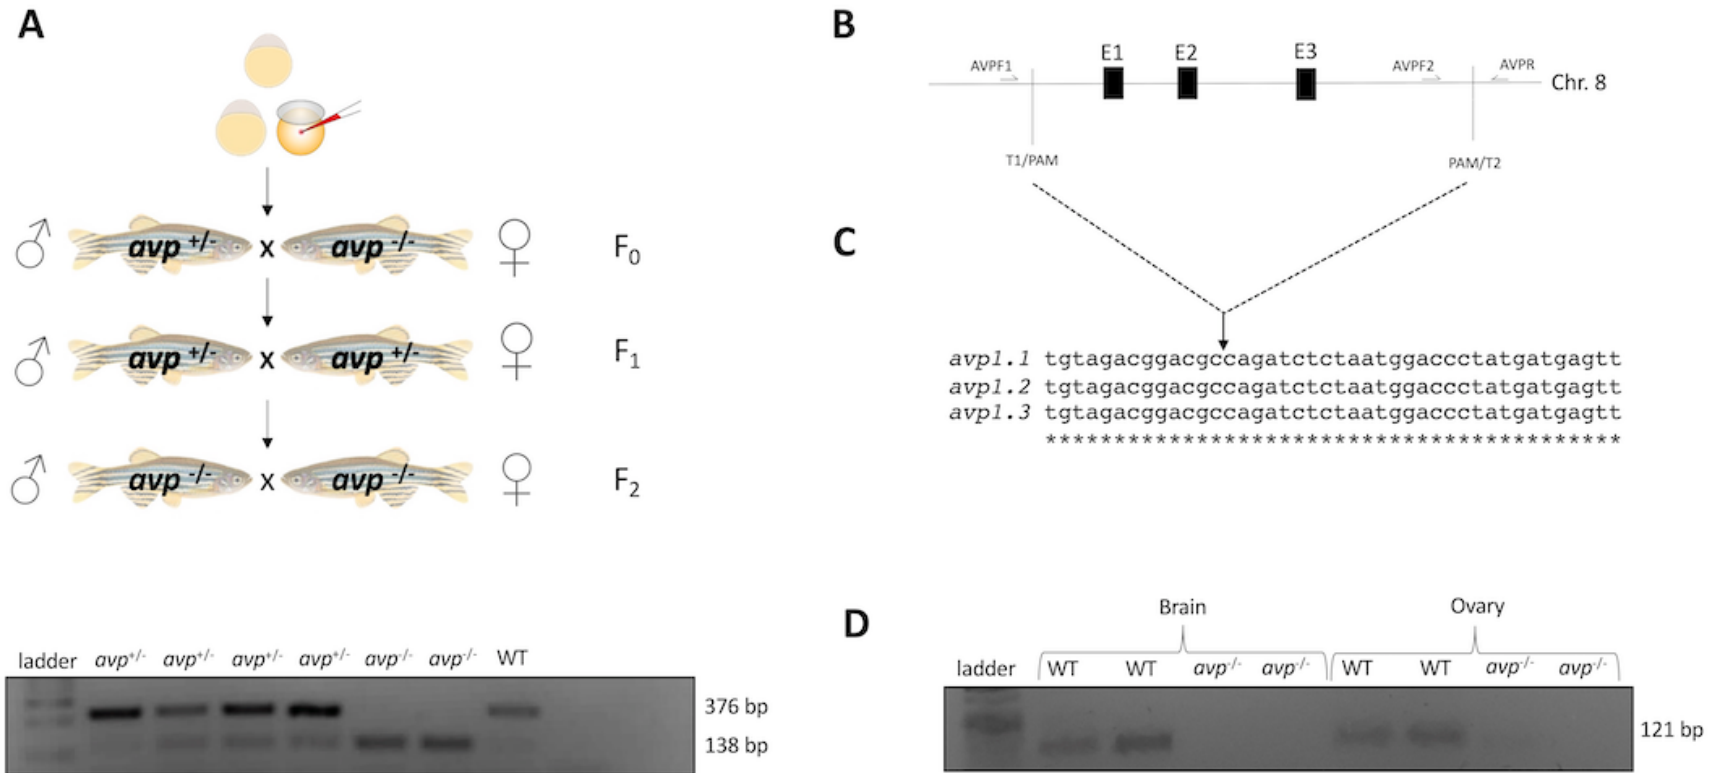 A
♂ avp +/- x avp -/- ♀ F0
♂ avp +/- x avp +/- ♀ F1
♂ avp -/- x avp -/- ♀ F2
ladder avp+/- avp+/- avp+/- avp+/- avp-/- avp-/- WT
376 bp
138 bp
B
E1 E2 E3
AVPF1 AVPF2 AVPR Chr. 8
T1/PAM PAM/T2
C
avp1.1 tgtagacggacgccagatctctaatggaccctatgatgagtt
avp1.2 tgtagacggacgccagatctctaatggaccctatgatgagtt
avp1.3 tgtagacggacgccagatctctaatggaccctatgatgagtt
******************************************
D
Brain Ovary
ladder WT WT avp-/- avp-/- WT WT avp-/- avp-/-
121 bp